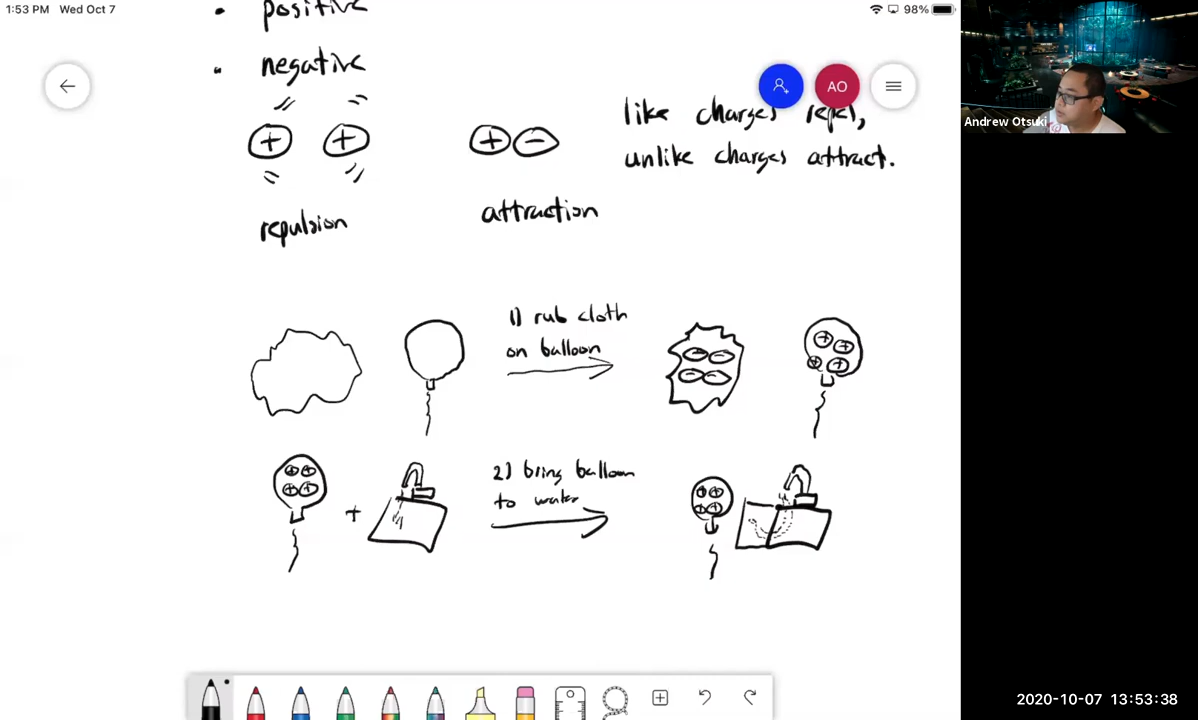 1:53 PM Wed Oct 7
98%
• positive
• negative
AO
like charges repel,
unlike charges attract.
Andrew Otsuki
+ +
+ -
repulsion
attraction
1) rub cloth
on balloon
- -
- -
+ +
+ +
2) bring balloon
to water
+ +
+ +
+
+ +
+ +
2020-10-07 13:53:38